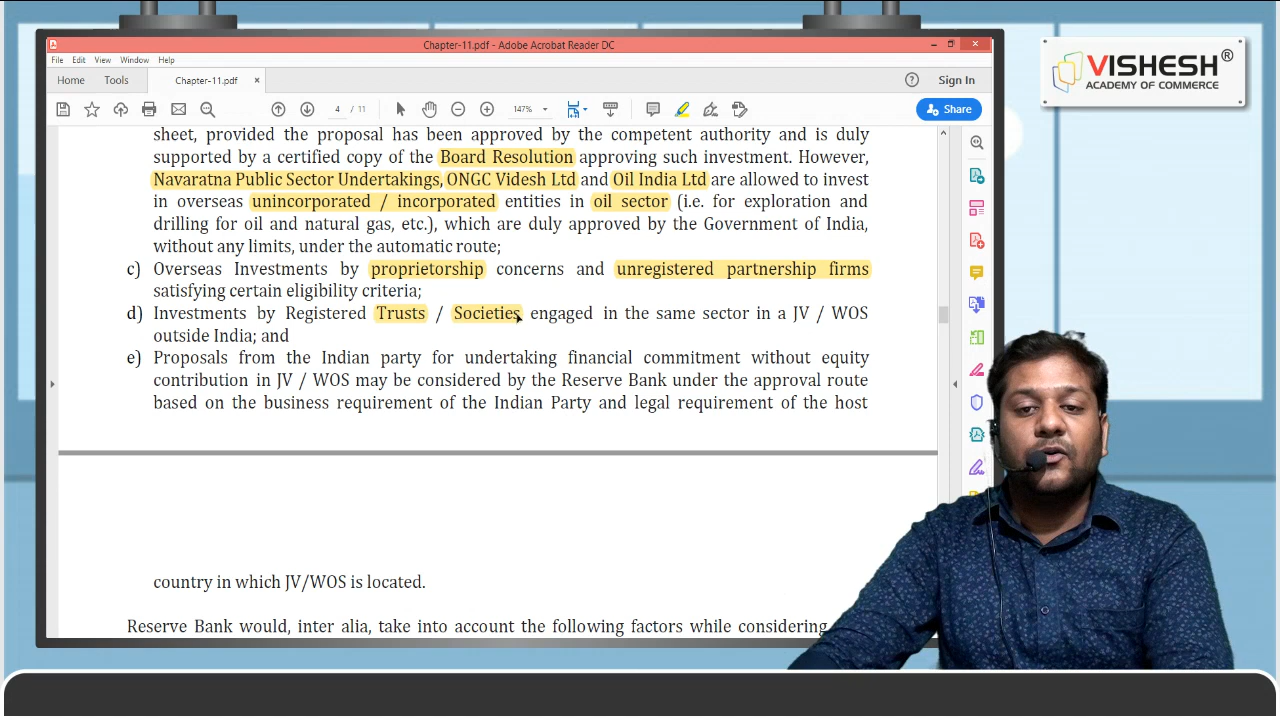 Chapter-11.pdf - Adobe Acrobat Reader DC
File Edit View Window Help
Home Tools Chapter-11.pdf × Sign In
4 / 11 147% Share
sheet, provided the proposal has been approved by the competent authority and is duly
supported by a certified copy of the Board Resolution approving such investment. However,
Navaratna Public Sector Undertakings, ONGC Videsh Ltd and Oil India Ltd are allowed to invest
in overseas unincorporated / incorporated entities in oil sector (i.e. for exploration and
drilling for oil and natural gas, etc.), which are duly approved by the Government of India,
without any limits, under the automatic route;
c) Overseas Investments by proprietorship concerns and unregistered partnership firms
satisfying certain eligibility criteria;
d) Investments by Registered Trusts / Societies engaged in the same sector in a JV / WOS
outside India; and
e) Proposals from the Indian party for undertaking financial commitment without equity
contribution in JV / WOS may be considered by the Reserve Bank under the approval route
based on the business requirement of the Indian Party and legal requirement of the host
country in which JV/WOS is located.
Reserve Bank would, inter alia, take into account the following factors while considering
VISHESH®
ACADEMY OF COMMERCE